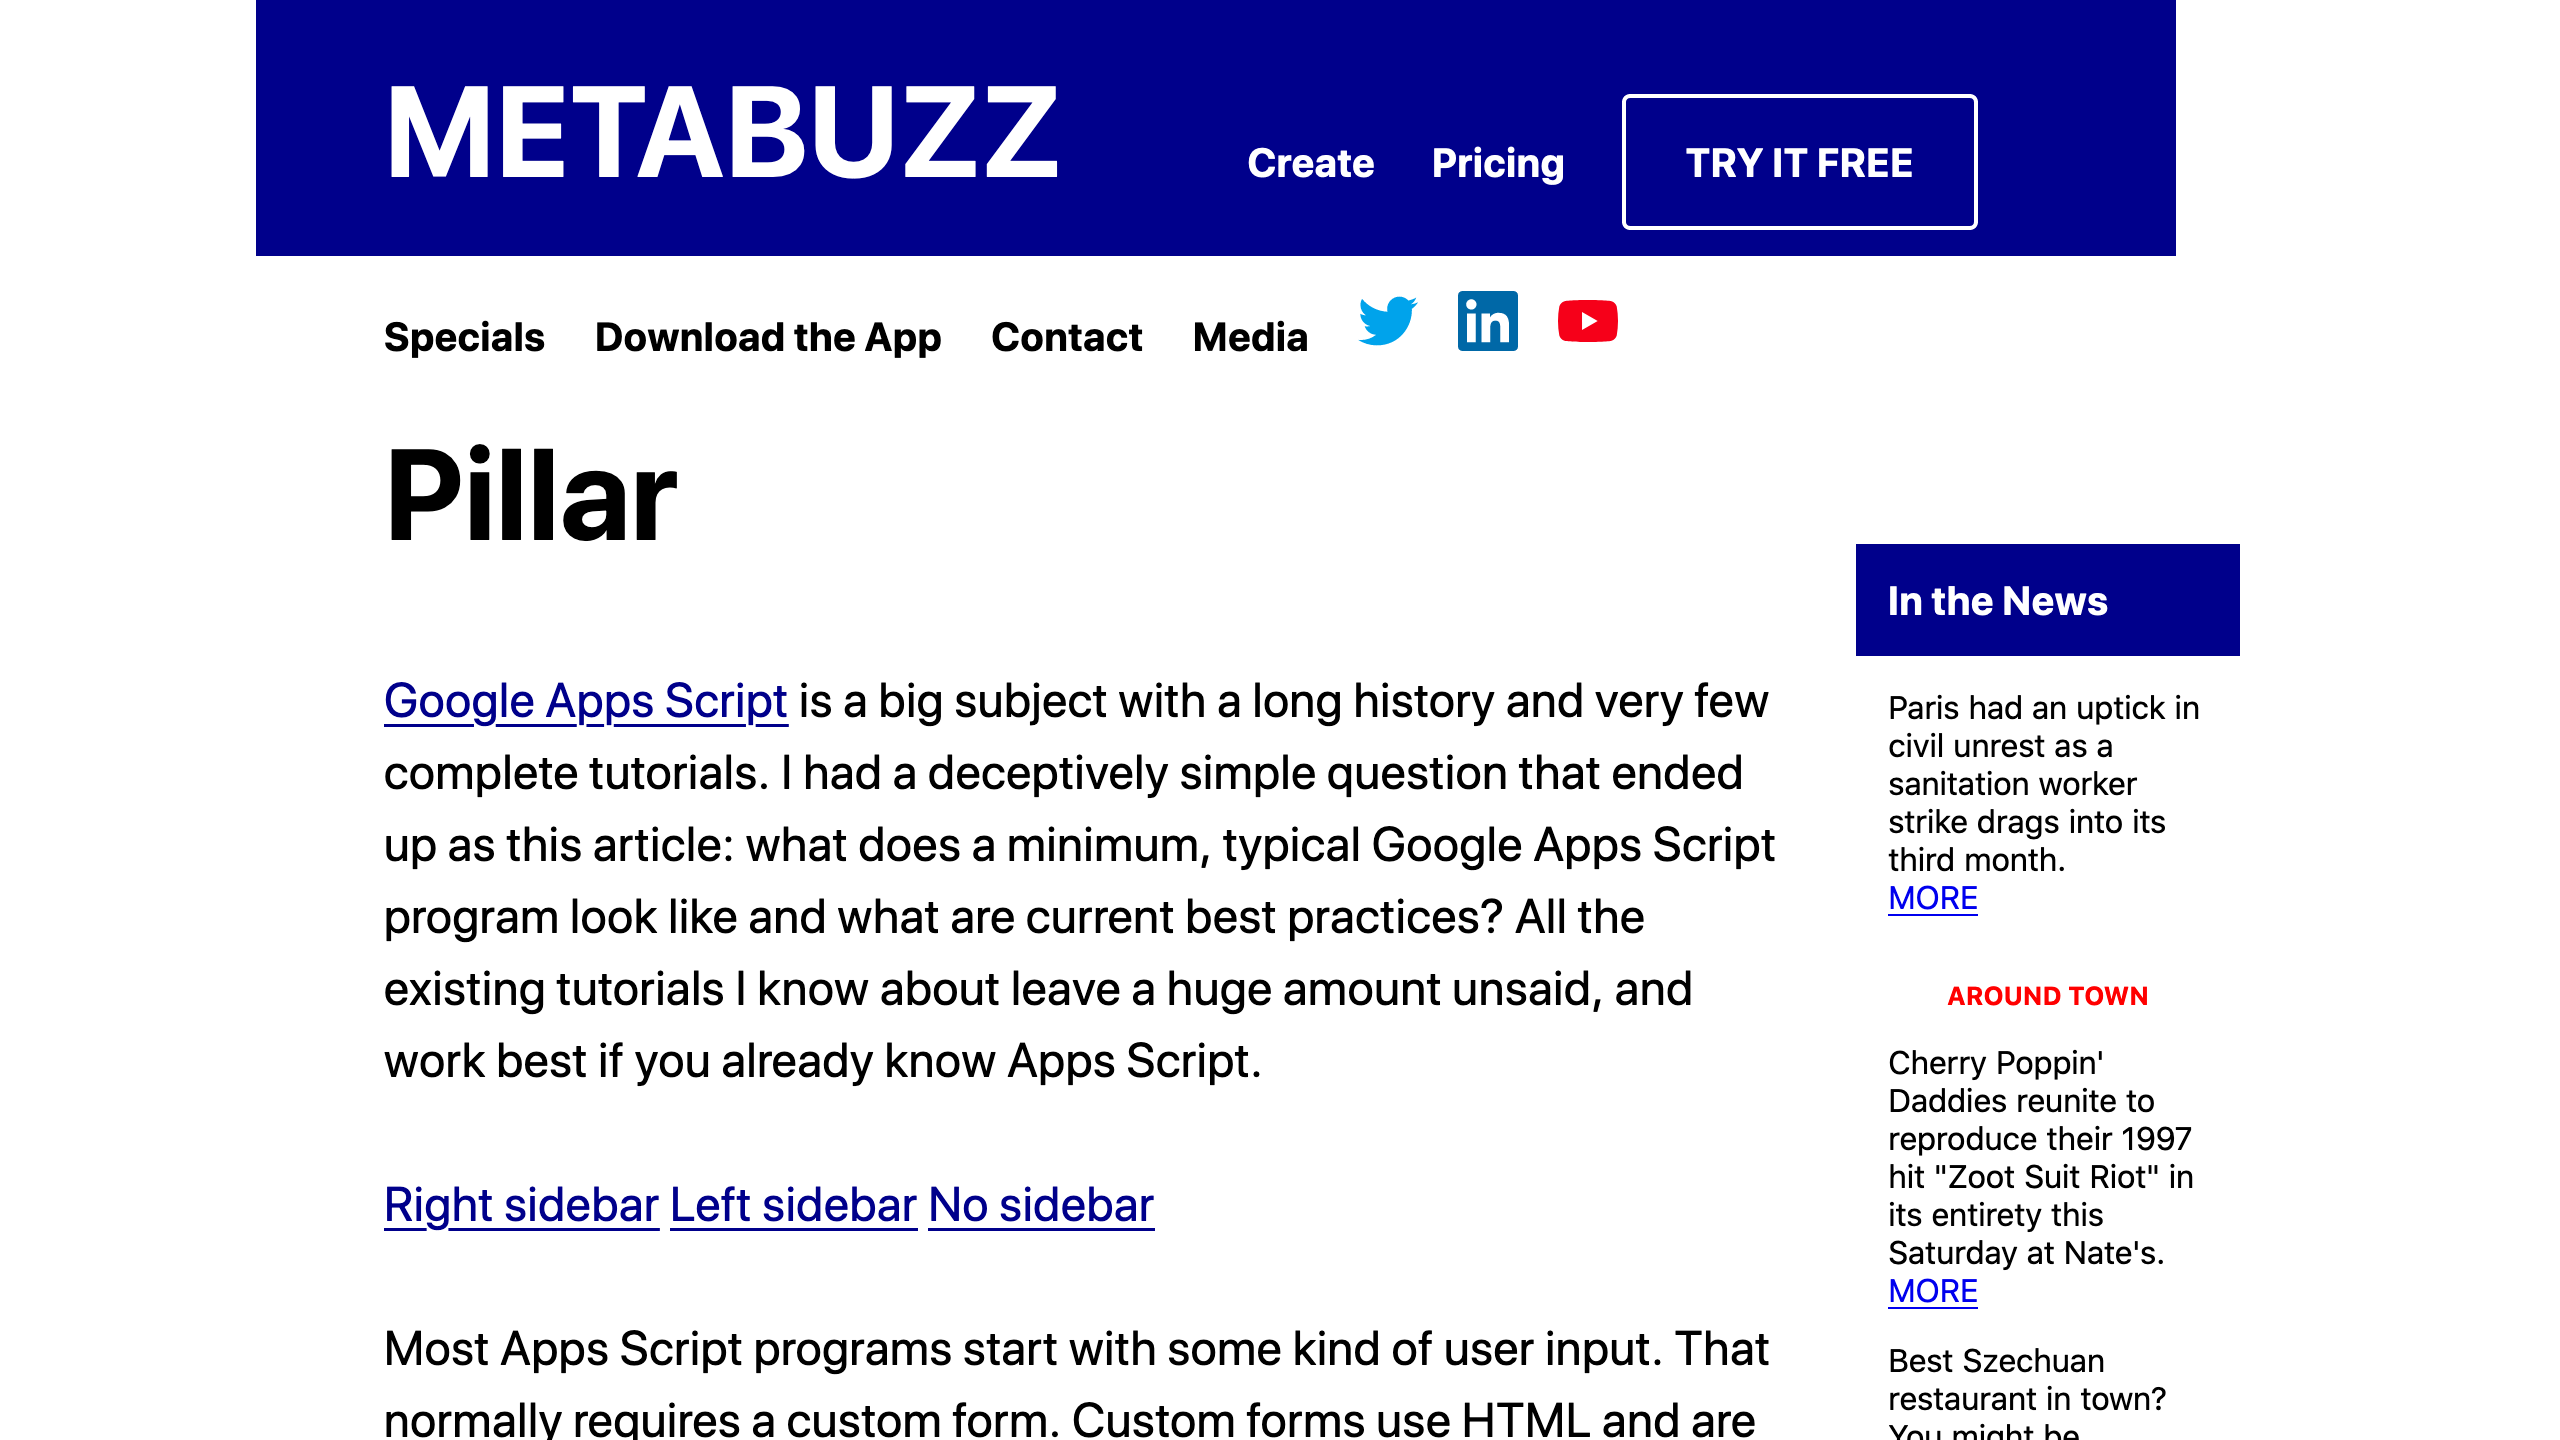 METABUZZ
Create Pricing TRY IT FREE
Specials Download the App Contact Media
Pillar
Google Apps Script is a big subject with a long history and very few
complete tutorials. I had a deceptively simple question that ended
up as this article: what does a minimum, typical Google Apps Script
program look like and what are current best practices? All the
existing tutorials I know about leave a huge amount unsaid, and
work best if you already know Apps Script.
Right sidebar Left sidebar No sidebar
Most Apps Script programs start with some kind of user input. That
normally requires a custom form. Custom forms use HTML and are
In the News
Paris had an uptick in
civil unrest as a
sanitation worker
strike drags into its
third month.
MORE
AROUND TOWN
Cherry Poppin'
Daddies reunite to
reproduce their 1997
hit "Zoot Suit Riot" in
its entirety this
Saturday at Nate's.
MORE
Best Szechuan
restaurant in town?
You might be